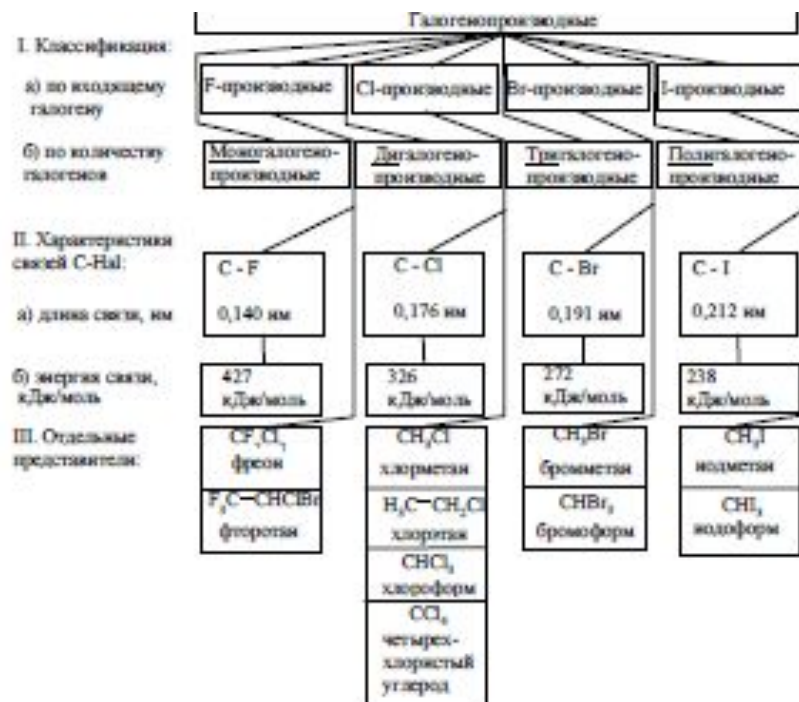 Галогенопроизводные
I. Классификация:
а) по входящему
галогену
F-производные
Cl-производные
Br-производные
I-производные
б) по количеству
галогенов
Моногалогено-
производные
Дигалогено-
производные
Тригалогено-
производные
Полигалогено-
производные
II. Характеристика
связей C-Hal:
C - F
C - Cl
C - Br
C - I
а) длина связи, нм
0,140 нм
0,176 нм
0,191 нм
0,212 нм
б) энергия связи,
кДж/моль
427
кДж/моль
326
кДж/моль
272
кДж/моль
238
кДж/моль
III. Отдельные
представители:
фреон
CH₃Cl
хлорметан
CH₃Br
бромметан
CH₃I
иодметан
F₃C—CHClBr
фторотан
H₃C—CH₂Cl
хлорэтан
CHBr₃
бромоформ
CHI₃
иодоформ
CHCl₃
хлороформ
четырех-
хлористый
углерод